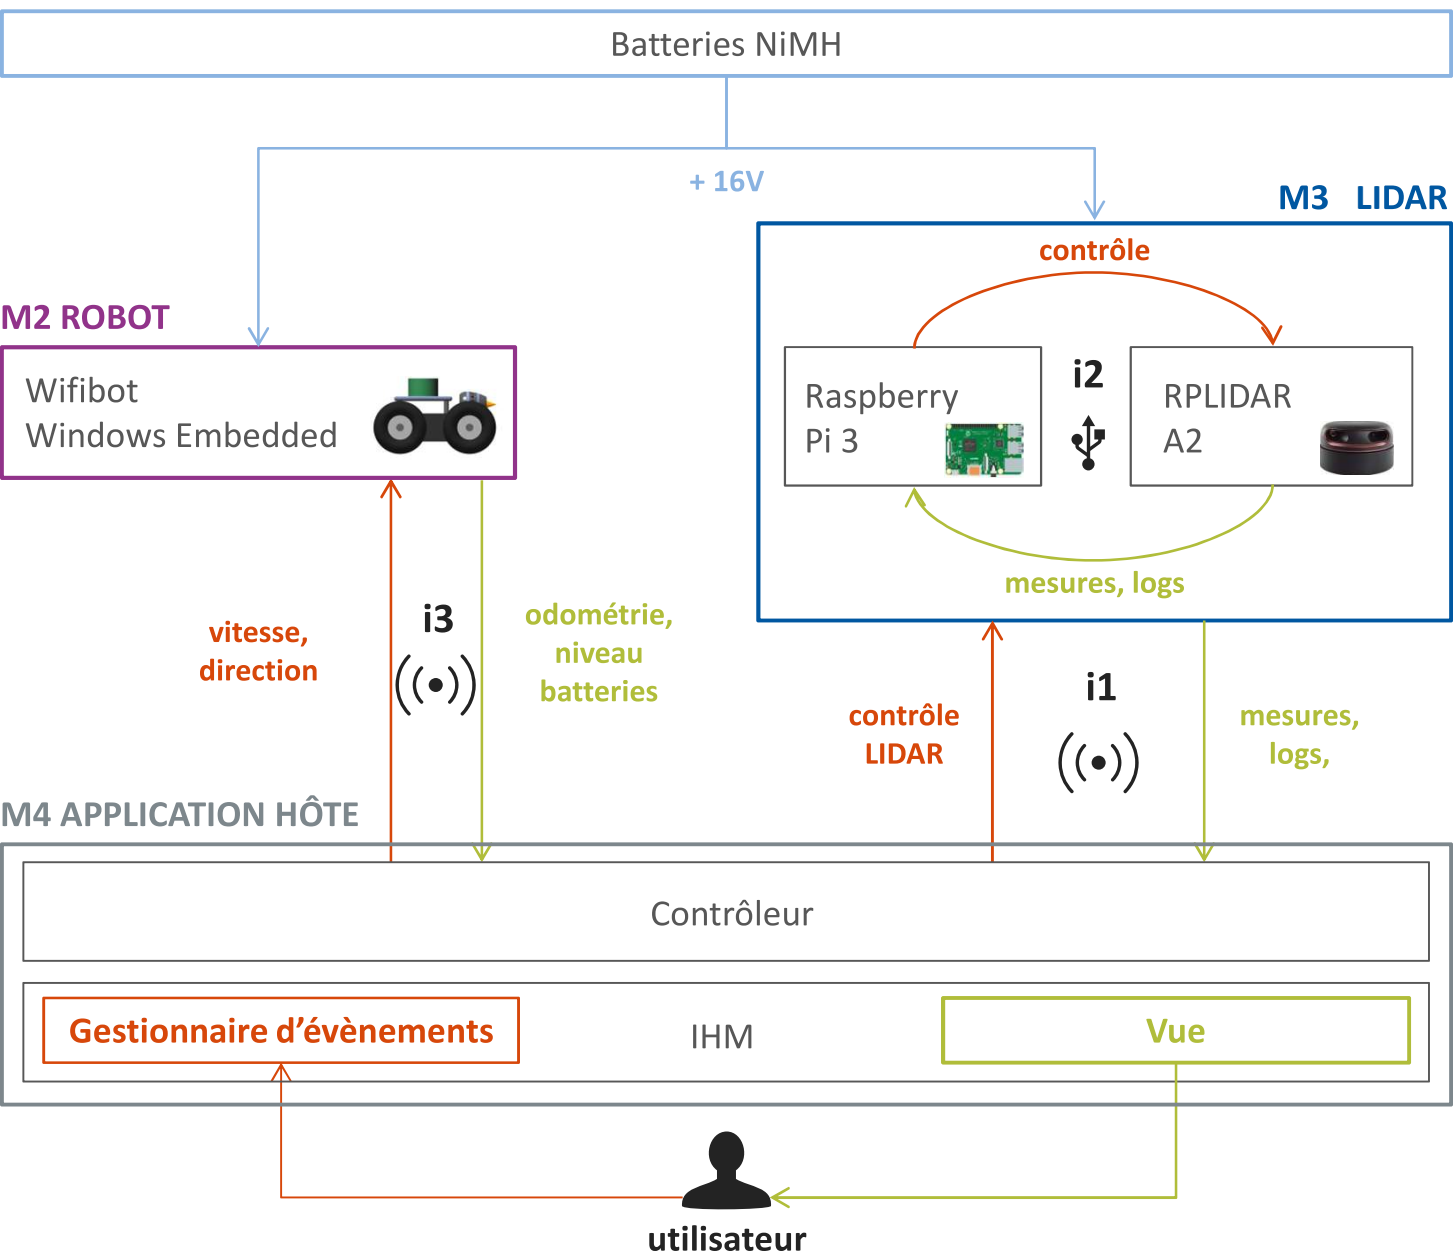 Batteries NiMH
+ 16V
M3 LIDAR
contrôle
M2 ROBOT
Wifibot
Windows Embedded
Raspberry
Pi 3
i2
RPLIDAR
A2
mesures, logs
vitesse,
direction
i3
odométrie,
niveau
batteries
contrôle
LIDAR
i1
mesures,
logs,
M4 APPLICATION HÔTE
Contrôleur
Gestionnaire d’évènements
IHM
Vue
utilisateur